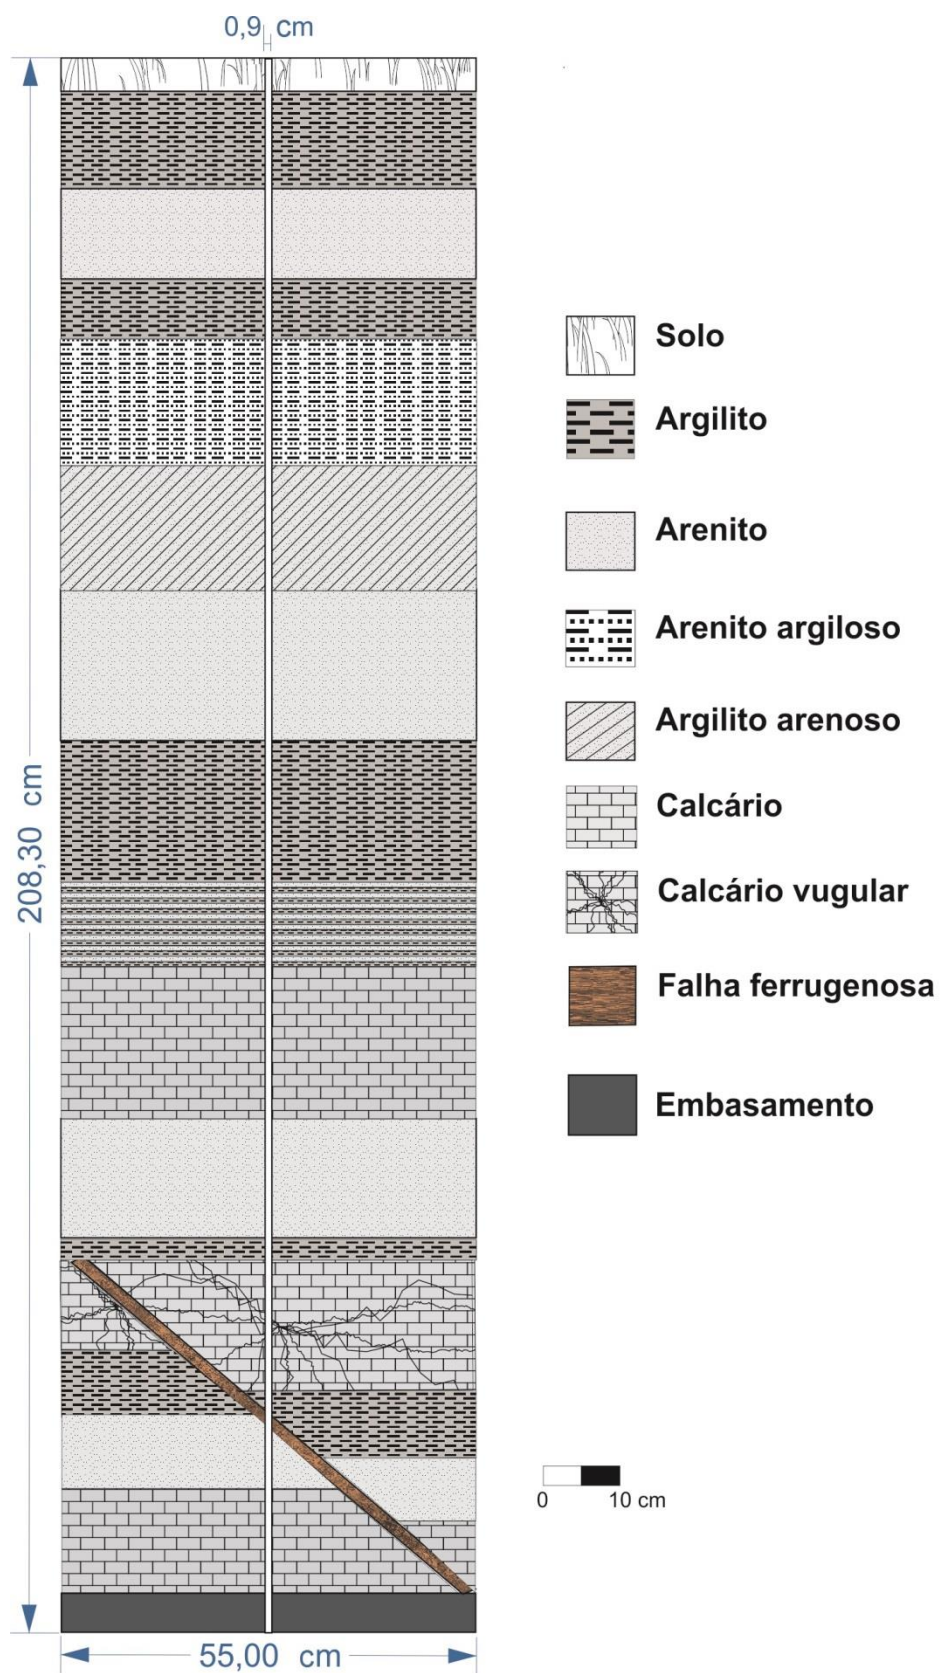 0,9 cm
208,30 cm
Solo
Argilito
Arenito
Arenito argiloso
Argilito arenoso
Calcário
Calcário vugular
Falha ferrugenosa
Embasamento
0 10 cm
55,00 cm